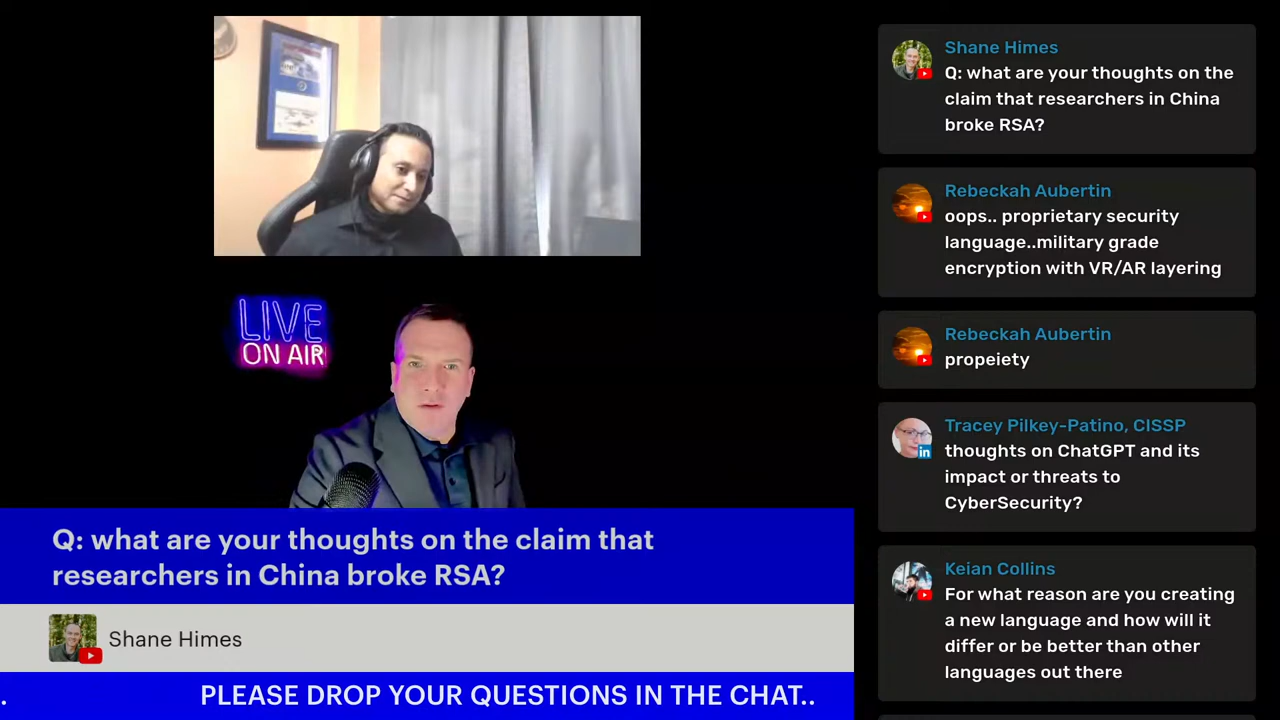 LIVE
ON AIR
Q: what are your thoughts on the claim that
researchers in China broke RSA?
Shane Himes
.
PLEASE DROP YOUR QUESTIONS IN THE CHAT..
Shane Himes
Q: what are your thoughts on the
claim that researchers in China
broke RSA?
Rebeckah Aubertin
oops.. proprietary security
language..military grade
encryption with VR/AR layering
Rebeckah Aubertin
propeiety
Tracey Pilkey-Patino, CISSP
thoughts on ChatGPT and its
impact or threats to
CyberSecurity?
in
Keian Collins
For what reason are you creating
a new language and how will it
differ or be better than other
languages out there